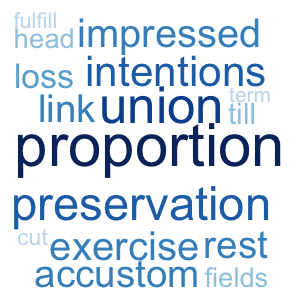 fulfill
head impressed
loss intentions
link union term
till
proportion
preservation
cut exercise rest
accustom fields